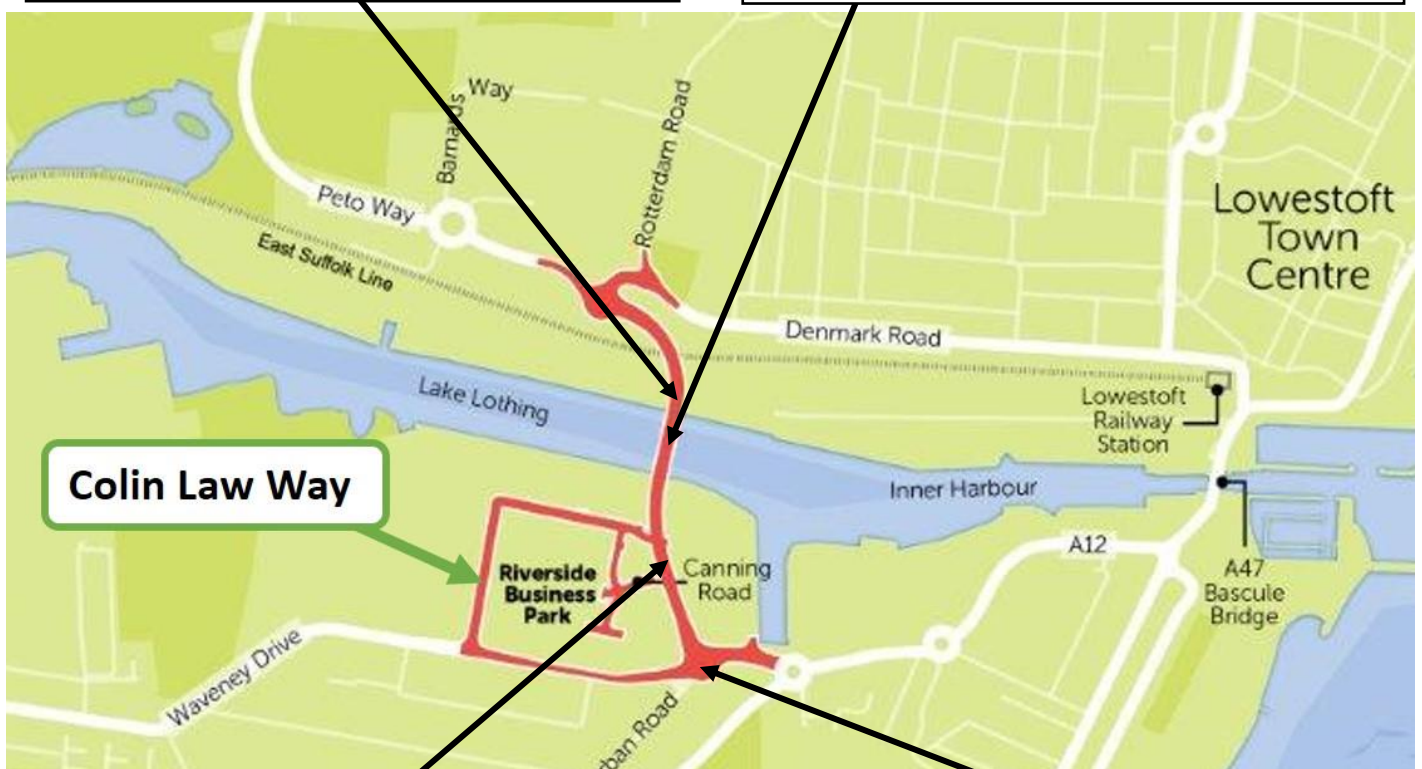 Barnards Way
Rotterdam Road
Peto Way
East Suffolk Line
Lowestoft
Town
Centre
Denmark Road
Lake Lothing
Lowestoft
Railway
Station
Colin Law Way
Inner Harbour
A12
Riverside
Business
Park
Canning
Road
A47
Bascule
Bridge
Waveney Drive
Road